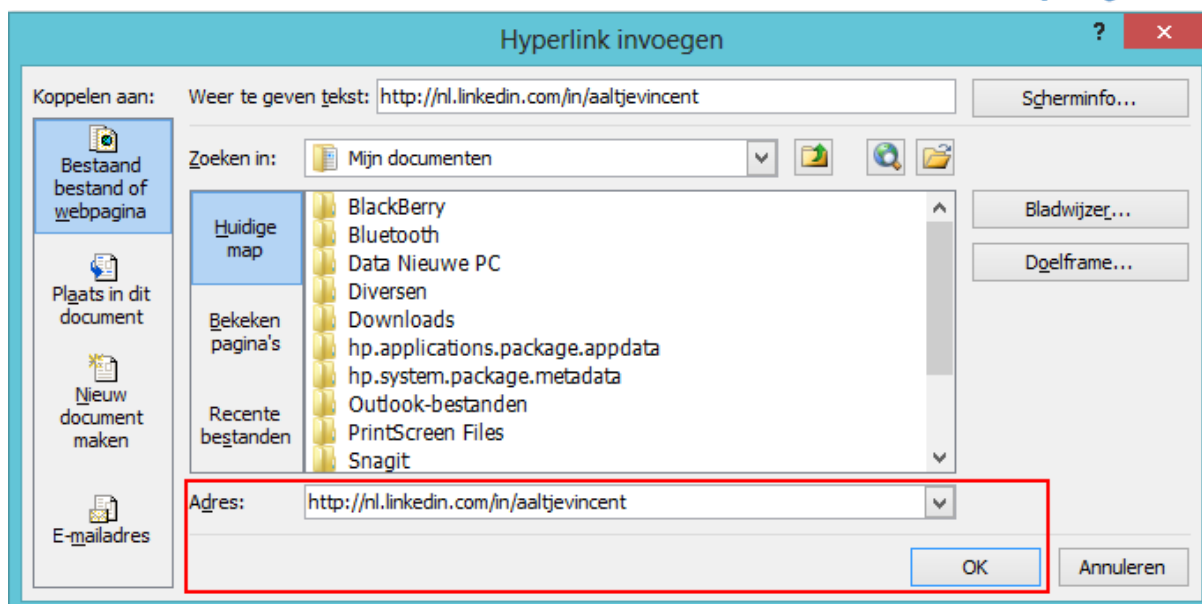 Hyperlink invoegen
?
Koppelen aan:
Weer te geven tekst: http://nl.linkedin.com/in/aaltjevincent
Scherminfo...
Bestaand
bestand of
webpagina
Plaats in dit
document
Nieuw
document
maken
E-mailadres
Zoeken in:
Mijn documenten
Huidige
map
Bekeken
pagina's
Recente
bestanden
BlackBerry
Bluetooth
Data Nieuwe PC
Diversen
Downloads
hp.applications.package.appdata
hp.system.package.metadata
Outlook-bestanden
PrintScreen Files
Snagit
Bladwijzer...
Doelframe...
Adres: http://nl.linkedin.com/in/aaltjevincent
OK
Annuleren